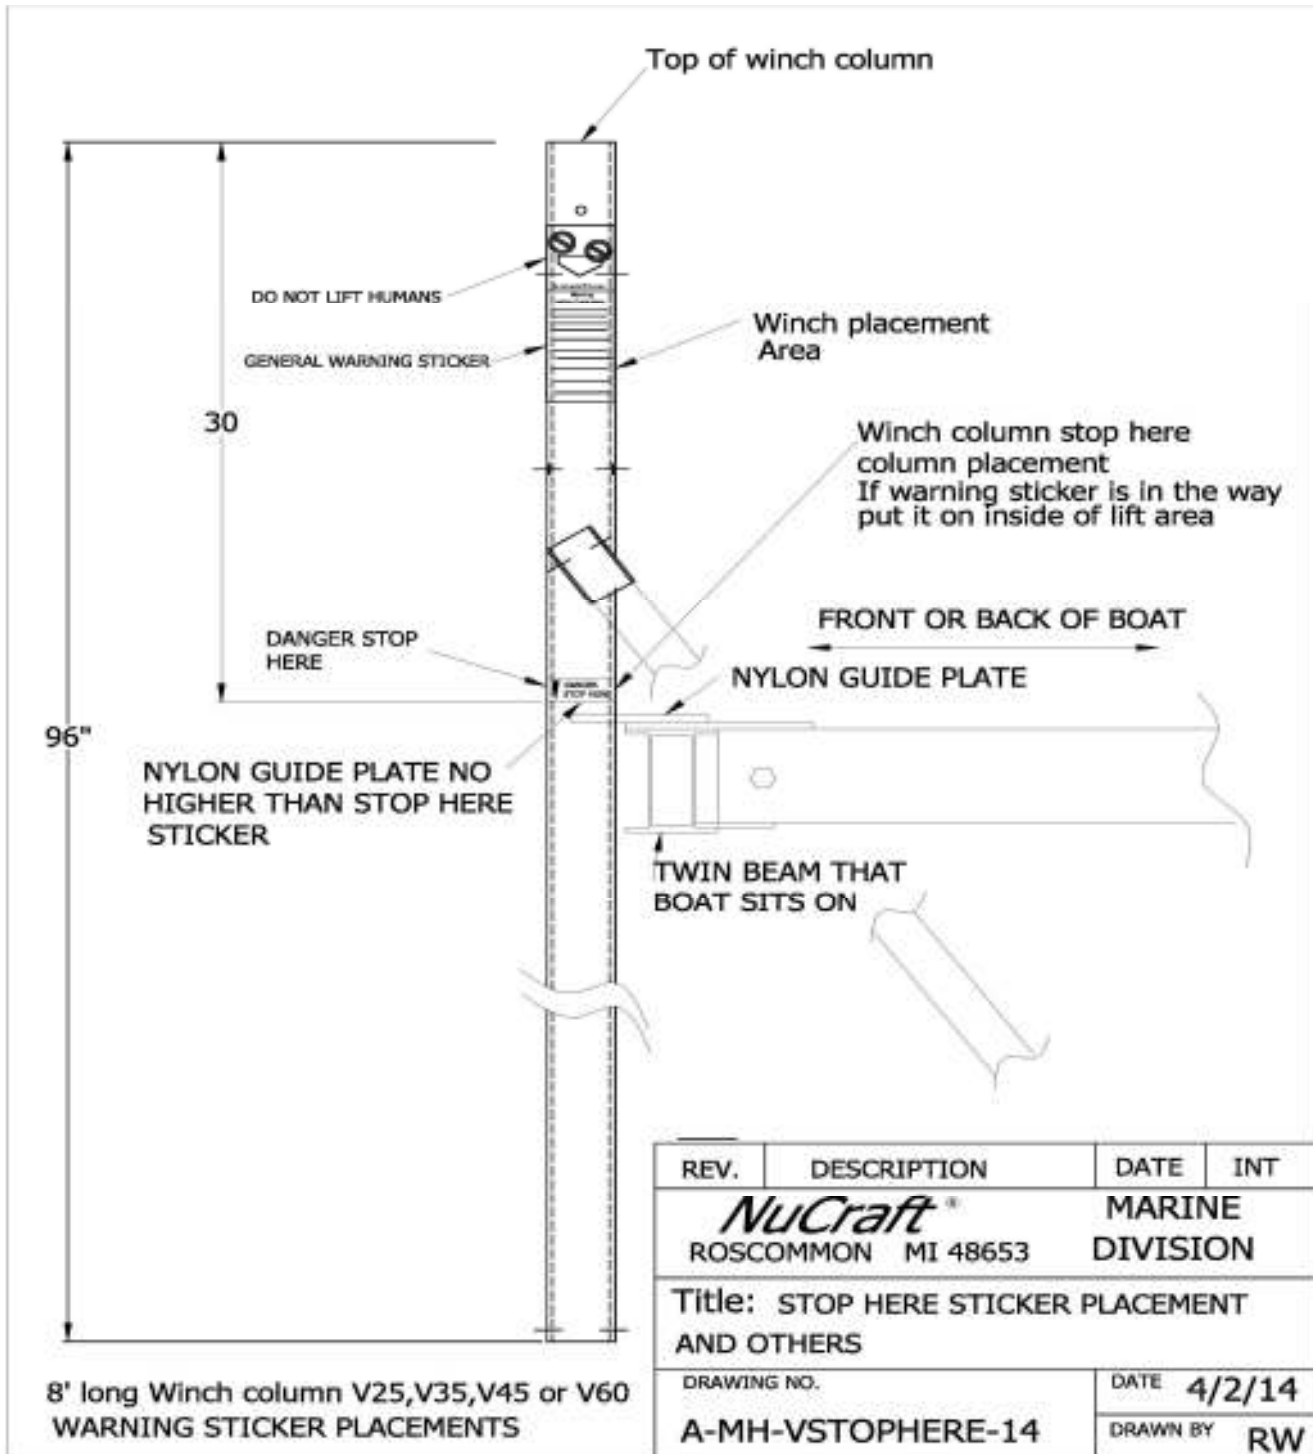 Top of winch column
DO NOT LIFT HUMANS
GENERAL WARNING STICKER
Winch placement
Area
30
Winch column stop here
column placement
If warning sticker is in the way
put it on inside of lift area
FRONT OR BACK OF BOAT
DANGER STOP
HERE
DANGER
STOP HERE
NYLON GUIDE PLATE
96"
NYLON GUIDE PLATE NO
HIGHER THAN STOP HERE
STICKER
TWIN BEAM THAT
BOAT SITS ON
REV. DESCRIPTION DATE INT
NuCraft ® MARINE
ROSCOMMON MI 48653 DIVISION
Title: STOP HERE STICKER PLACEMENT
AND OTHERS
DRAWING NO. DATE 4/2/14
A-MH-VSTOPHERE-14 DRAWN BY RW
8' long Winch column V25,V35,V45 or V60
WARNING STICKER PLACEMENTS